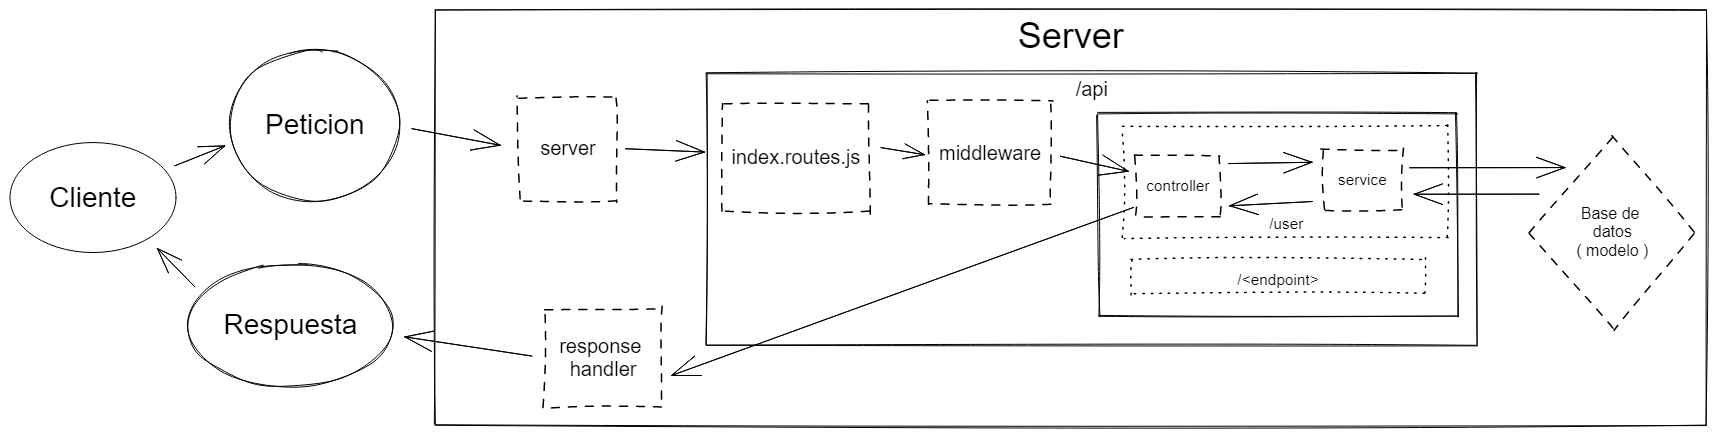 Server
/api
Peticion
server
index.routes.js
middleware
controller
service
/user
Cliente
Base de
datos
( modelo )
/<endpoint>
Respuesta
response
handler